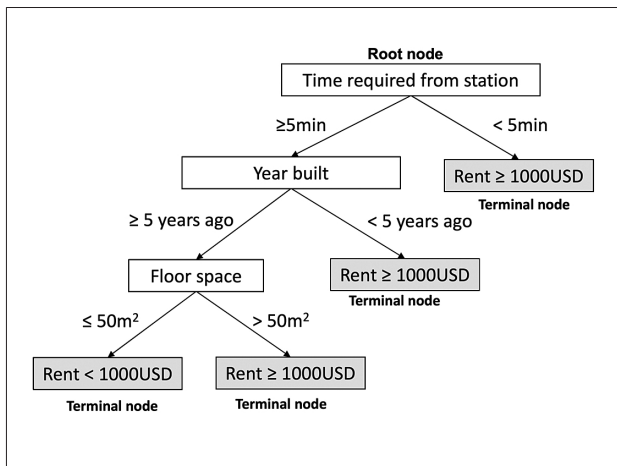 Root node
Time required from station
≥5min
< 5min
Year built
Rent ≥ 1000USD
Terminal node
≥ 5 years ago
< 5 years ago
Floor space
Rent ≥ 1000USD
Terminal node
≤ 50m²
> 50m²
Rent < 1000USD
Rent ≥ 1000USD
Terminal node
Terminal node